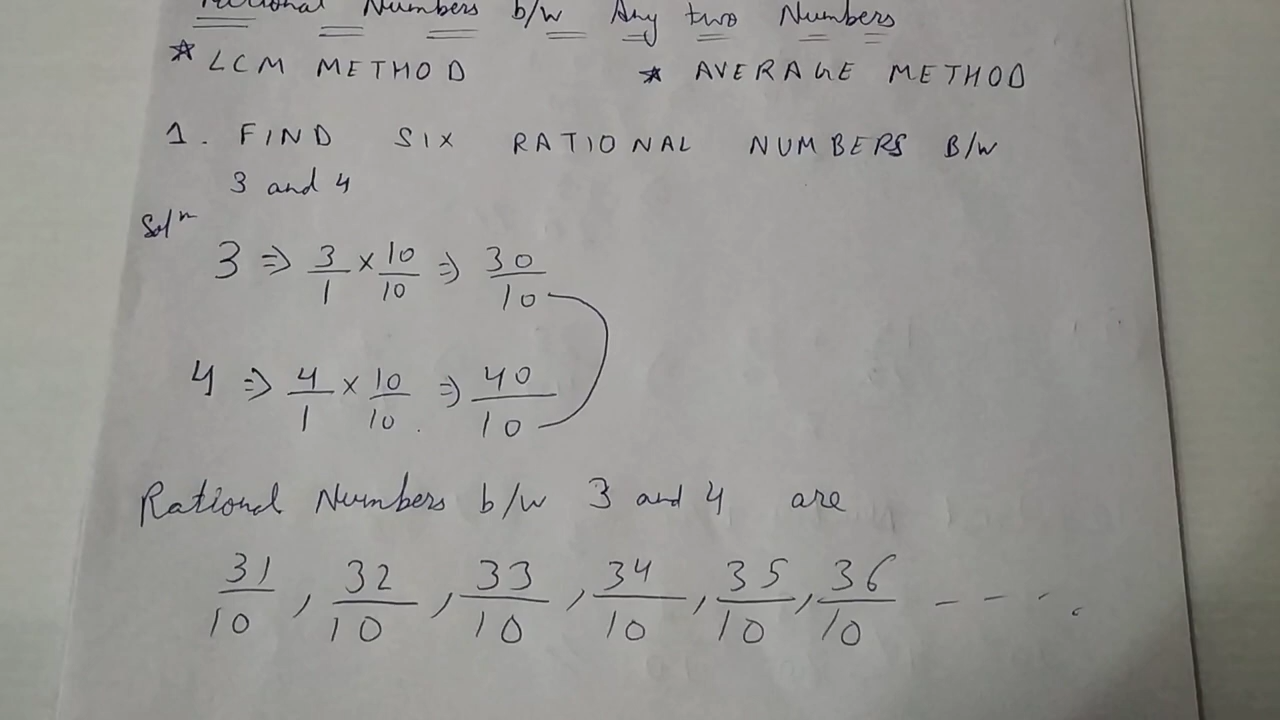 Rational Numbers b/w Any two Numbers
* LCM METHOD * AVERAGE METHOD
1. FIND SIX RATIONAL NUMBERS B/W
3 and 4
Solⁿ
3 ⇒ 3/1 × 10/10 ⇒ 30/10
4 ⇒ 4/1 × 10/10 ⇒ 40/10
Rational Numbers b/w 3 and 4 are
31/10, 32/10, 33/10, 34/10, 35/10, 36/10 - - - .